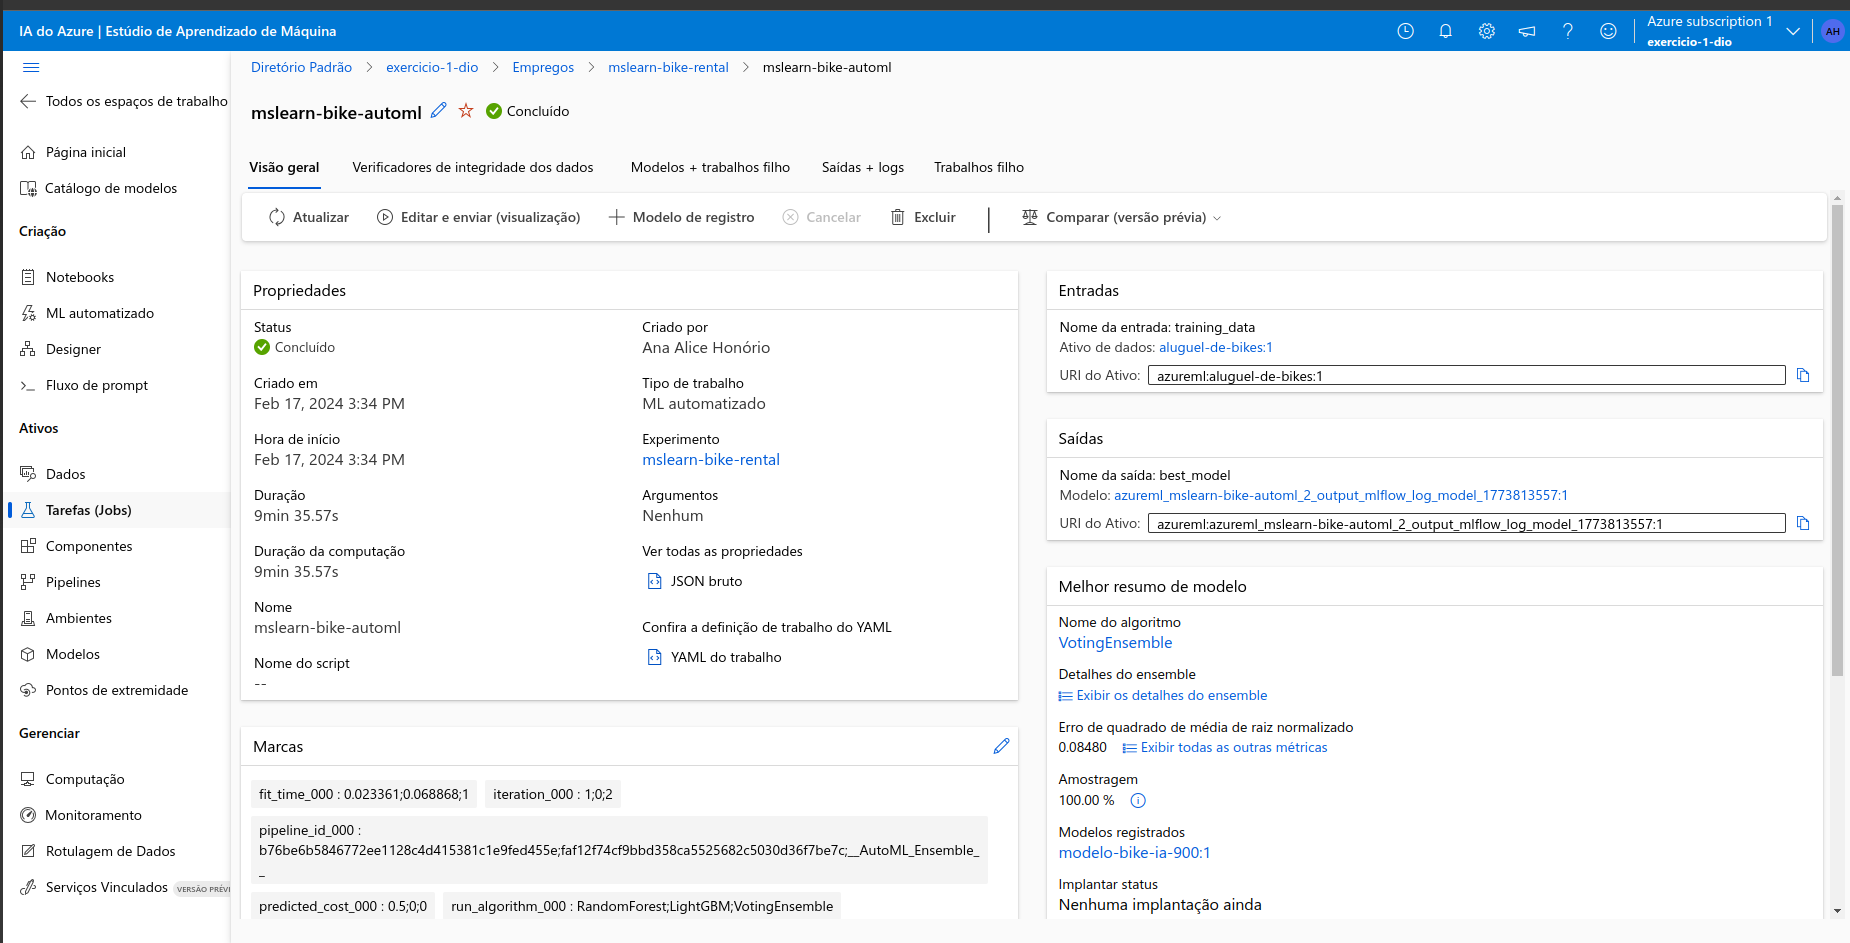 IA do Azure | Estúdio de Aprendizado de Máquina
Azure subscription 1
exercicio-1-dio
AH
Diretório Padrão > exercicio-1-dio > Empregos > mslearn-bike-rental > mslearn-bike-automl
Todos os espaços de trabalho
Página inicial
Catálogo de modelos
Criação
Notebooks
ML automatizado
Designer
Fluxo de prompt
Ativos
Dados
Tarefas (Jobs)
Componentes
Pipelines
Ambientes
Modelos
Pontos de extremidade
Gerenciar
Computação
Monitoramento
Rotulagem de Dados
Serviços Vinculados VERSÃO PRÉVI
mslearn-bike-automl Concluído
Visão geral Verificadores de integridade dos dados Modelos + trabalhos filho Saídas + logs Trabalhos filho
Atualizar Editar e enviar (visualização) Modelo de registro Cancelar Excluir | Comparar (versão prévia)
Propriedades
Status
Concluído
Criado em
Feb 17, 2024 3:34 PM
Hora de início
Feb 17, 2024 3:34 PM
Duração
9min 35.57s
Duração da computação
9min 35.57s
Nome
mslearn-bike-automl
Nome do script
--
Criado por
Ana Alice Honório
Tipo de trabalho
ML automatizado
Experimento
mslearn-bike-rental
Argumentos
Nenhum
Ver todas as propriedades
JSON bruto
Confira a definição de trabalho do YAML
YAML do trabalho
Marcas
fit_time_000 : 0.023361;0.068868;1 iteration_000 : 1;0;2
pipeline_id_000 :
b76be6b5846772ee1128c4d415381c1e9fed455e;faf12f74cf9bbd358ca5525682c5030d36f7be7c;__AutoML_Ensemble_
_
predicted_cost_000 : 0.5;0;0 run_algorithm_000 : RandomForest;LightGBM;VotingEnsemble
Entradas
Nome da entrada: training_data
Ativo de dados: aluguel-de-bikes:1
URI do Ativo: azureml:aluguel-de-bikes:1
Saídas
Nome da saída: best_model
Modelo: azureml_mslearn-bike-automl_2_output_mlflow_log_model_1773813557:1
URI do Ativo: azureml:azureml_mslearn-bike-automl_2_output_mlflow_log_model_1773813557:1
Melhor resumo de modelo
Nome do algoritmo
VotingEnsemble
Detalhes do ensemble
Exibir os detalhes do ensemble
Erro de quadrado de média de raiz normalizado
0.08480 Exibir todas as outras métricas
Amostragem
100.00 %
Modelos registrados
modelo-bike-ia-900:1
Implantar status
Nenhuma implantação ainda